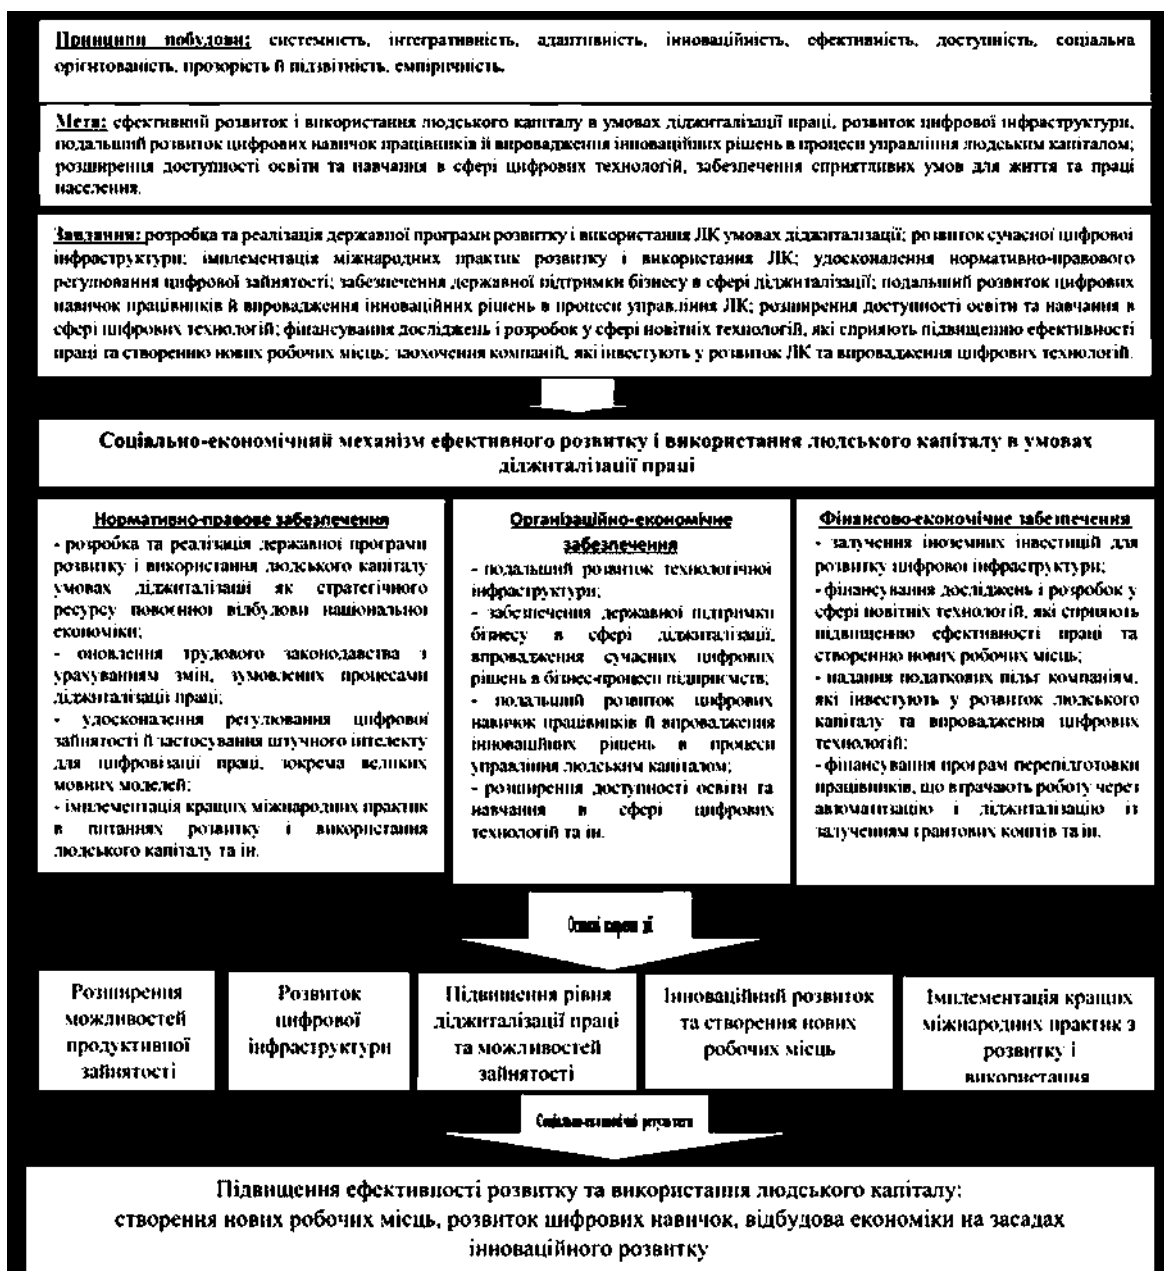 Принципи побудови: системність, інтегративність, адаптивність, інноваційність, ефективність, доступність, соціальна
орієнтованість, прозорість й підзвітність, емпіричність.
Мета: ефективний розвиток і використання людського капіталу в умовах діджиталізації праці, розвиток цифрової інфраструктури,
подальший розвиток цифрових навичок працівників й впровадження інноваційних рішень в процеси управління людським капіталом;
розширення доступності освіти та навчання в сфері цифрових технологій, забезпечення сприятливих умов для життя та праці
населення.
Завдання: розробка та реалізація державної програми розвитку і використання ЛК умовах діджиталізації; розвиток сучасної цифрової
інфраструктури; імплементація міжнародних практик розвитку і використання ЛК; удосконалення нормативно-правового
регулювання цифрової зайнятості; забезпечення державної підтримки бізнесу в сфері діджиталізації; подальший розвиток цифрових
навичок працівників й впровадження інноваційних рішень в процеси управління ЛК; розширення доступності освіти та навчання в
сфері цифрових технологій; фінансування досліджень і розробок у сфері новітніх технологій, які сприяють підвищенню ефективності
праці та створенню нових робочих місць; заохочення компаній, які інвестують у розвиток ЛК та впровадження цифрових технологій.
Соціально-економічний механізм ефективного розвитку і використання людського капіталу в умовах
діджиталізації праці
Нормативно-правове забезпечення
- розробка та реалізація державної програми
розвитку і використання людського капіталу
умовах діджиталізації як стратегічного
ресурсу повоєнної відбудови національної
економіки;
- оновлення трудового законодавства з
урахуванням змін, зумовлених процесами
діджиталізації праці;
- удосконалення регулювання цифрової
зайнятості й застосування штучного інтелекту
для цифровізації праці, зокрема великих
мовних моделей;
- імплементація кращих міжнародних практик
в питаннях розвитку і використання
людського капіталу та ін.
Організаційно-економічне
забезпечення
- подальший розвиток технологічної
інфраструктури;
- забезпечення державної підтримки
бізнесу в сфері діджиталізації,
впровадження сучасних цифрових
рішень в бізнес-процеси підприємств;
- подальший розвиток цифрових
навичок працівників й впровадження
інноваційних рішень в процеси
управління людським капіталом;
- розширення доступності освіти та
навчання в сфері цифрових
технологій та ін.
Фінансово-економічне забезпечення
- залучення іноземних інвестицій для
розвитку цифрової інфраструктури;
- фінансування досліджень і розробок у
сфері новітніх технологій, які сприяють
підвищенню ефективності праці та
створенню нових робочих місць;
- надання податкових пільг компаніям,
які інвестують у розвиток людського
капіталу та впровадження цифрових
технологій;
- фінансування програм перепідготовки
працівників, що втрачають роботу через
автоматизацію і діджиталізацію із
залученням грантових коштів та ін.
Основні напрями дії
Розширення
можливостей
продуктивної
зайнятості
Розвиток
цифрової
інфраструктури
Підвищення рівня
діджиталізації праці
та можливостей
зайнятості
Інноваційний розвиток
та створення нових
робочих місць
Імплементація кращих
міжнародних практик з
розвитку і
використання
Соціально-економічні результати
Підвищення ефективності розвитку та використання людського капіталу:
створення нових робочих місць, розвиток цифрових навичок, відбудова економіки на засадах
інноваційного розвитку